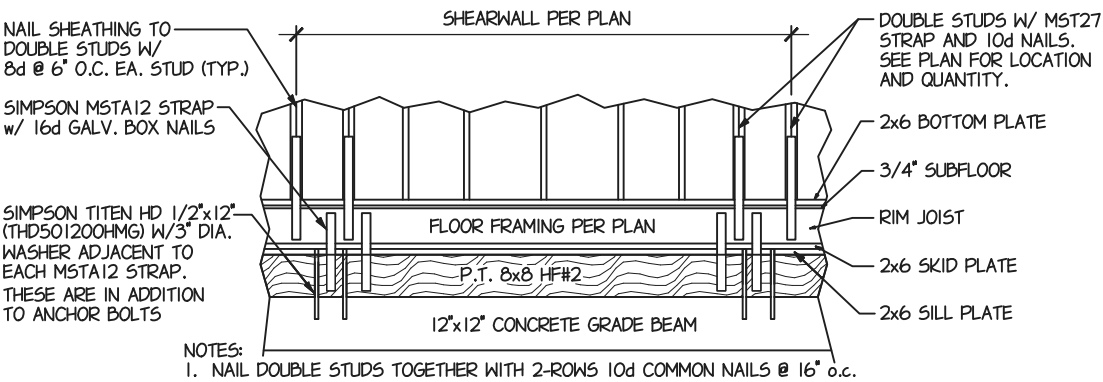 SHEARWALL PER PLAN
NAIL SHEATHING TO
DOUBLE STUDS W/
8d @ 6" O.C. EA. STUD (TYP.)
SIMPSON MSTA12 STRAP
w/ 16d GALV. BOX NAILS
SIMPSON TITEN HD 1/2"x12"
(THD501200HMG) W/3" DIA.
WASHER ADJACENT TO
EACH MSTA12 STRAP.
THESE ARE IN ADDITION
TO ANCHOR BOLTS
DOUBLE STUDS W/ MST27
STRAP AND 10d NAILS.
SEE PLAN FOR LOCATION
AND QUANTITY.
2x6 BOTTOM PLATE
3/4" SUBFLOOR
RIM JOIST
2x6 SKID PLATE
2x6 SILL PLATE
FLOOR FRAMING PER PLAN
P.T. 8x8 HF#2
12"x12" CONCRETE GRADE BEAM
NOTES:
1. NAIL DOUBLE STUDS TOGETHER WITH 2-ROWS 10d COMMON NAILS @ 16" o.c.